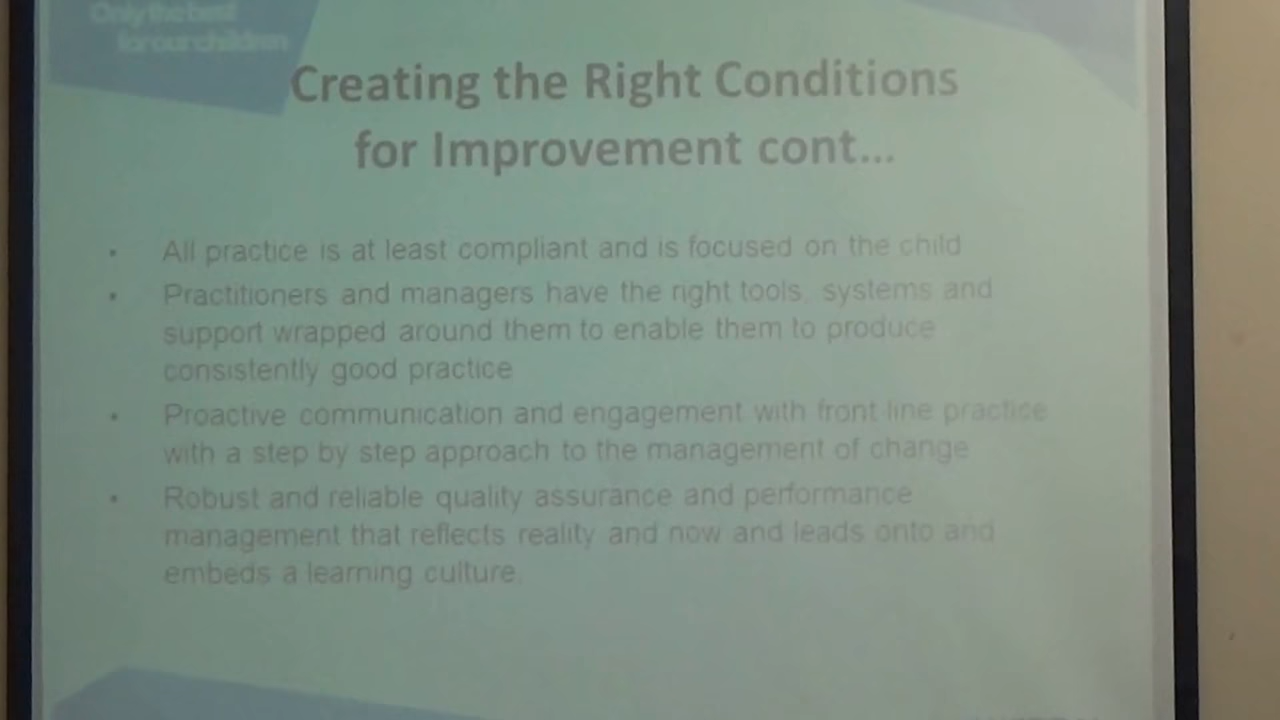 Only the best
for our children
Creating the Right Conditions
for Improvement cont...
• All practice is at least compliant and is focused on the child
• Practitioners and managers have the right tools, systems and
support wrapped around them to enable them to produce
consistently good practice
• Proactive communication and engagement with front line practice
with a step by step approach to the management of change
• Robust and reliable quality assurance and performance
management that reflects reality and now and leads onto and
embeds a learning culture.